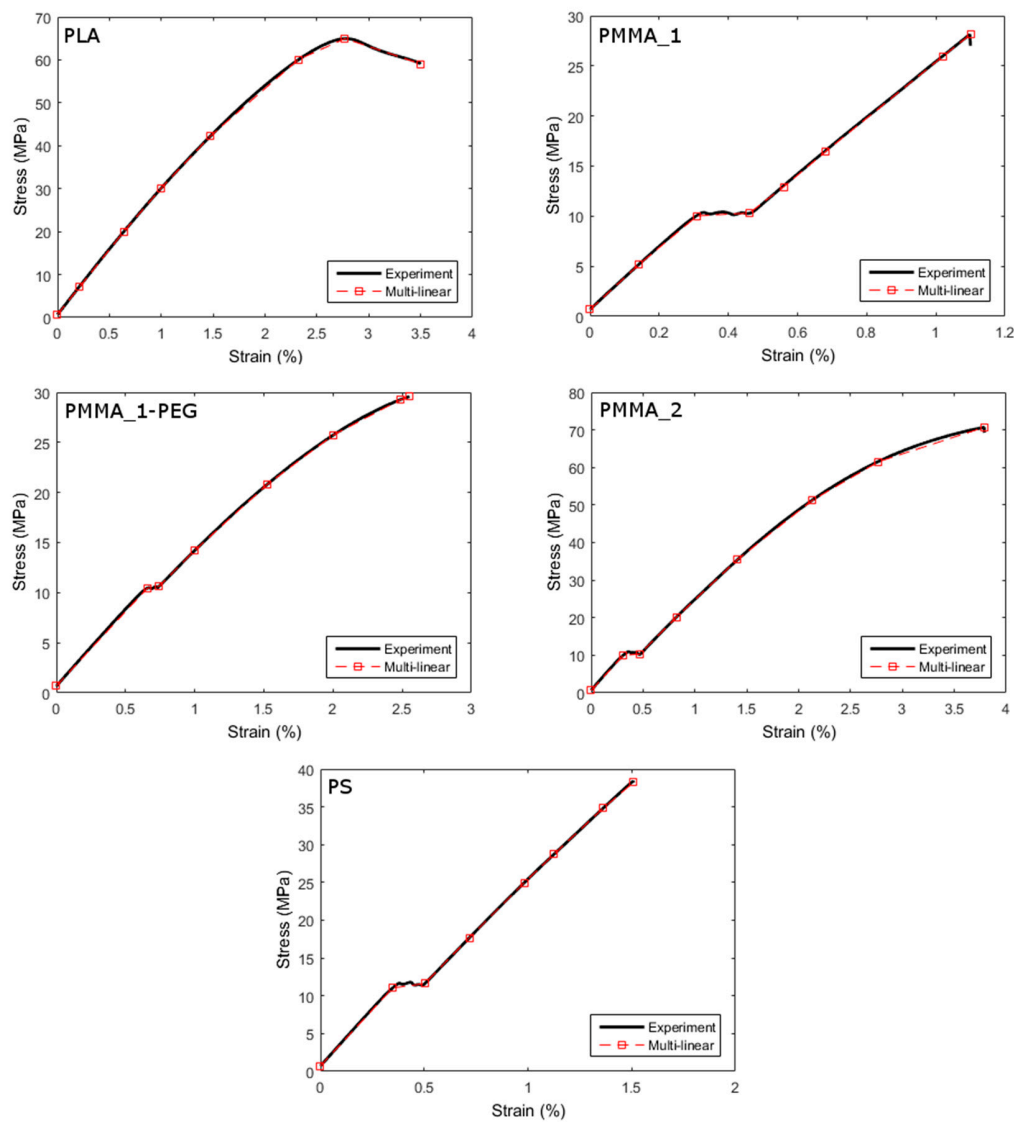 PLA
70
60
50
40
30
20
10
0
Stress (MPa)
0 0.5 1 1.5 2 2.5 3 3.5 4
Strain (%)
Experiment
Multi-linear
PMMA_1
30
25
20
15
10
5
0
Stress (MPa)
0 0.2 0.4 0.6 0.8 1 1.2
Strain (%)
Experiment
Multi-linear
PMMA_1-PEG
30
25
20
15
10
5
0
Stress (MPa)
0 0.5 1 1.5 2 2.5 3
Strain (%)
Experiment
Multi-linear
PMMA_2
80
70
60
50
40
30
20
10
0
Stress (MPa)
0 0.5 1 1.5 2 2.5 3 3.5 4
Strain (%)
Experiment
Multi-linear
PS
40
35
30
25
20
15
10
5
0
Stress (MPa)
0 0.5 1 1.5 2
Strain (%)
Experiment
Multi-linear